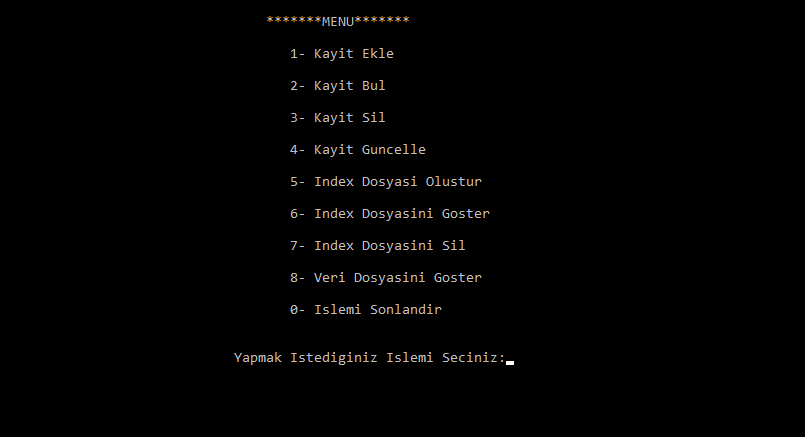 *******MENU*******
1- Kayit Ekle
2- Kayit Bul
3- Kayit Sil
4- Kayit Guncelle
5- Index Dosyasi Olustur
6- Index Dosyasini Goster
7- Index Dosyasini Sil
8- Veri Dosyasini Goster
0- Islemi Sonlandir
Yapmak Istediginiz Islemi Seciniz: